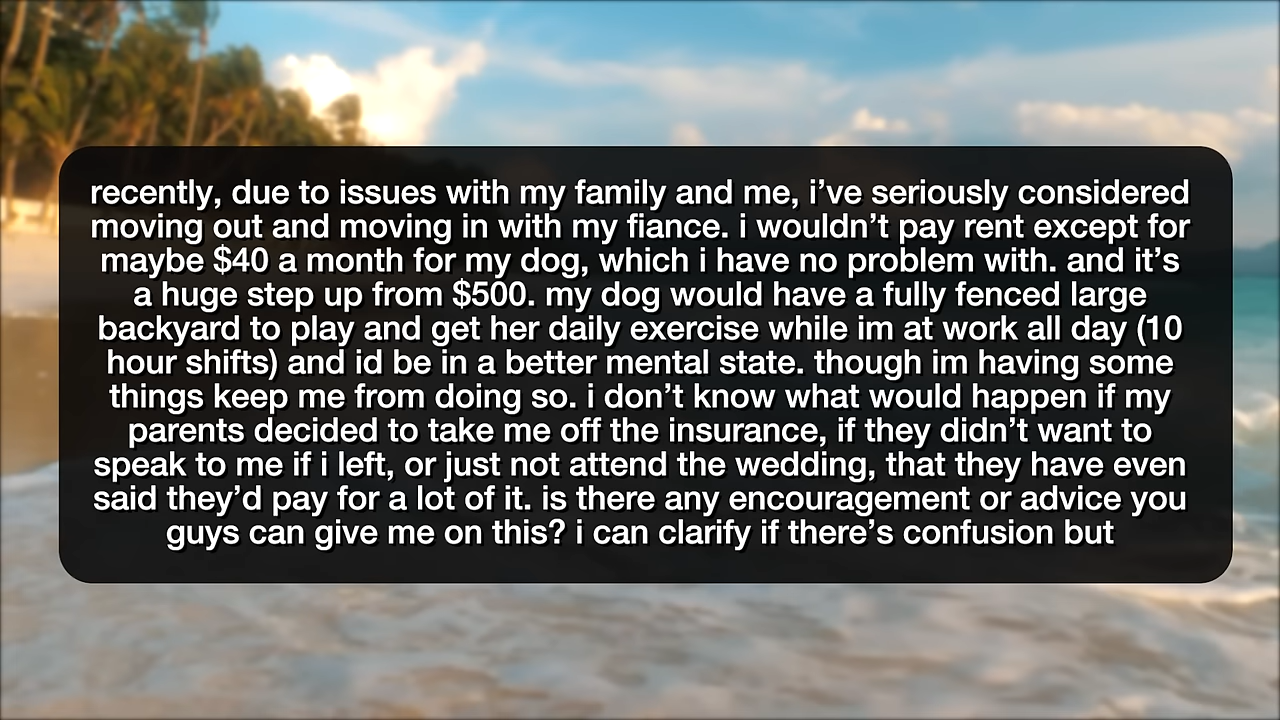 recently, due to issues with my family and me, i’ve seriously considered
moving out and moving in with my fiance. i wouldn’t pay rent except for
maybe $40 a month for my dog, which i have no problem with. and it’s
a huge step up from $500. my dog would have a fully fenced large
backyard to play and get her daily exercise while im at work all day (10
hour shifts) and id be in a better mental state. though im having some
things keep me from doing so. i don’t know what would happen if my
parents decided to take me off the insurance, if they didn’t want to
speak to me if i left, or just not attend the wedding, that they have even
said they’d pay for a lot of it. is there any encouragement or advice you
guys can give me on this? i can clarify if there’s confusion but